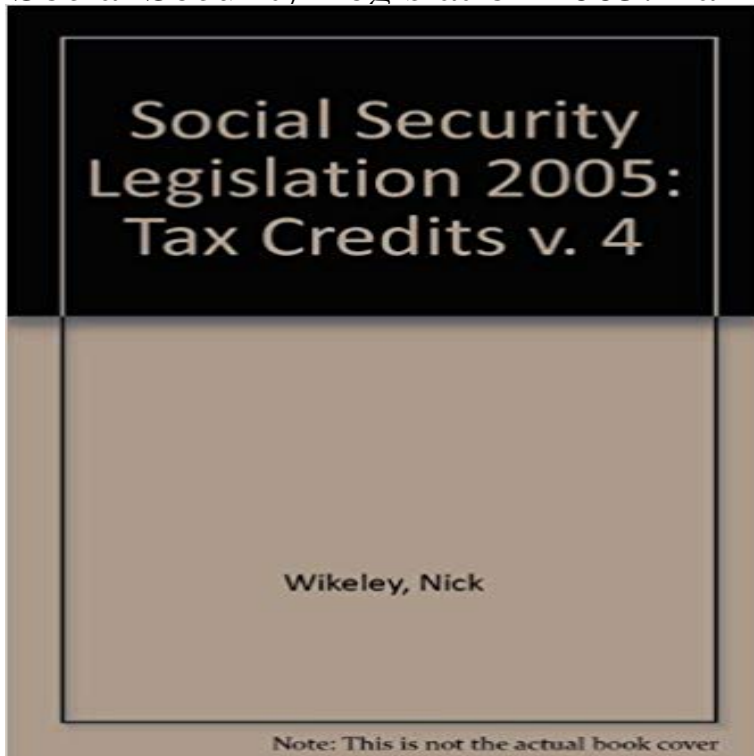 Social Security
Legislation 2005:
Tax Credits v. 4
Wikeley, Nick
Note: This is not the actual book cover